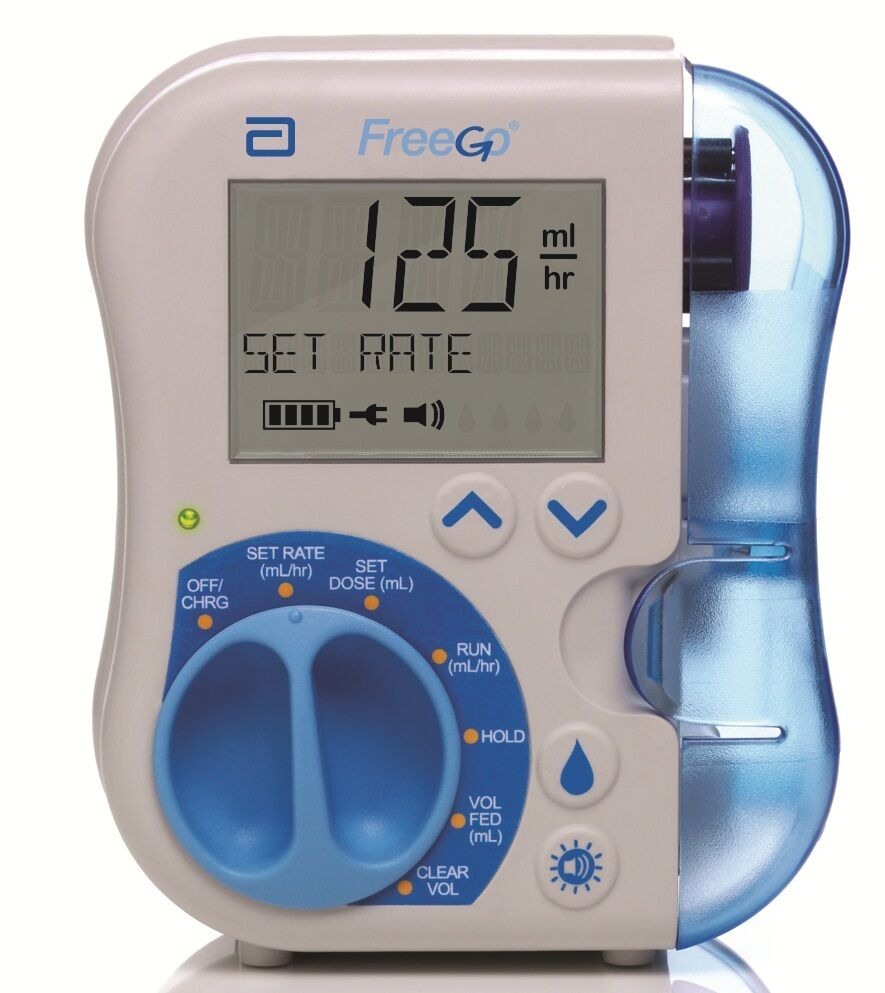 FreeGo®
125
ml
hr
SET RATE
SET RATE
(mL/hr)
SET
DOSE (mL)
OFF/
CHRG
RUN
(mL/hr)
HOLD
VOL
FED
(mL)
CLEAR
VOL